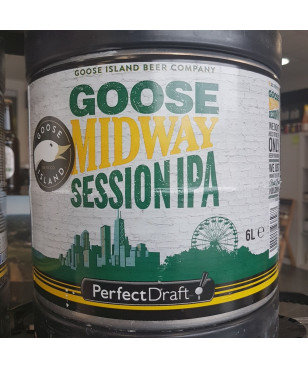 GOOSE ISLAND BEER COMPANY
GOOSE
MIDWAY
SESSION IPA
GOOSE
ISLAND
6L e
PerfectDraft